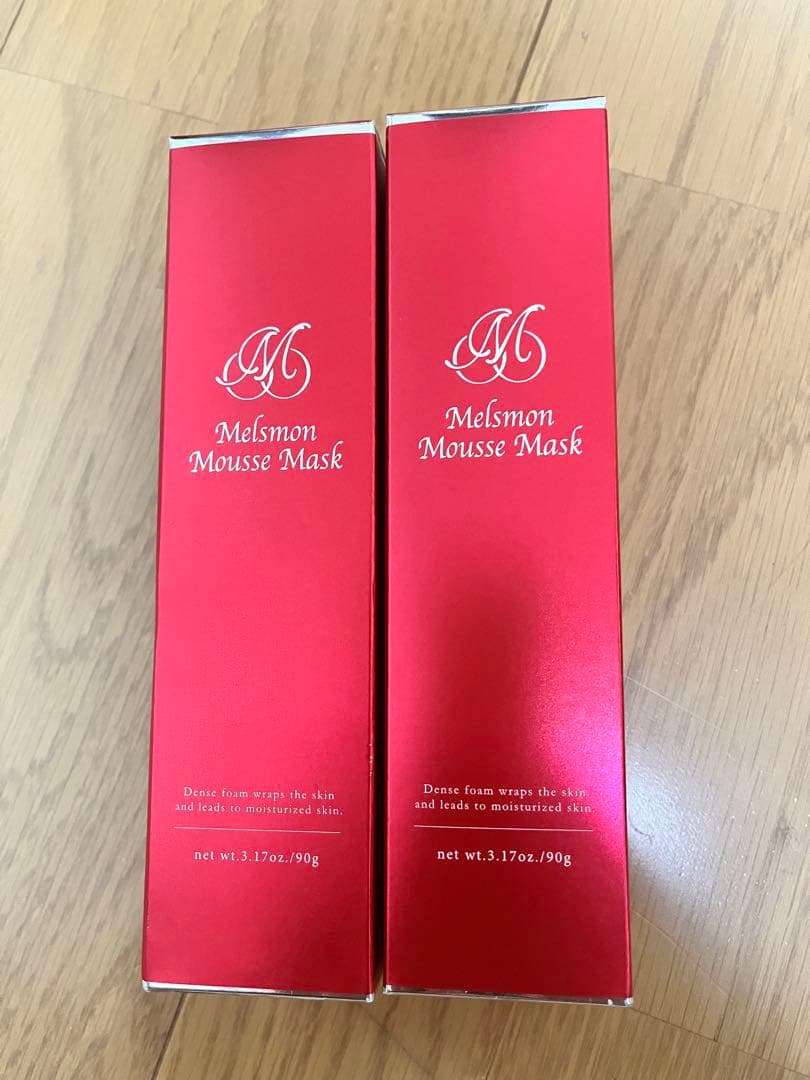 M
Melsmon
Mousse Mask
Dense foam wraps the skin
and leads to moisturized skin.
net wt.3.17oz./90g
M
Melsmon
Mousse Mask
Dense foam wraps the skin
and leads to moisturized skin.
net wt.3.17oz./90g